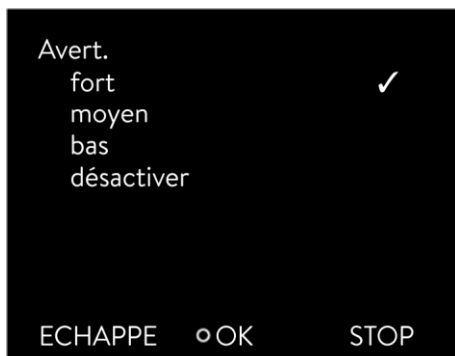 Avert.
fort ✓
moyen
bas
désactiver
ECHAPPE OK STOP